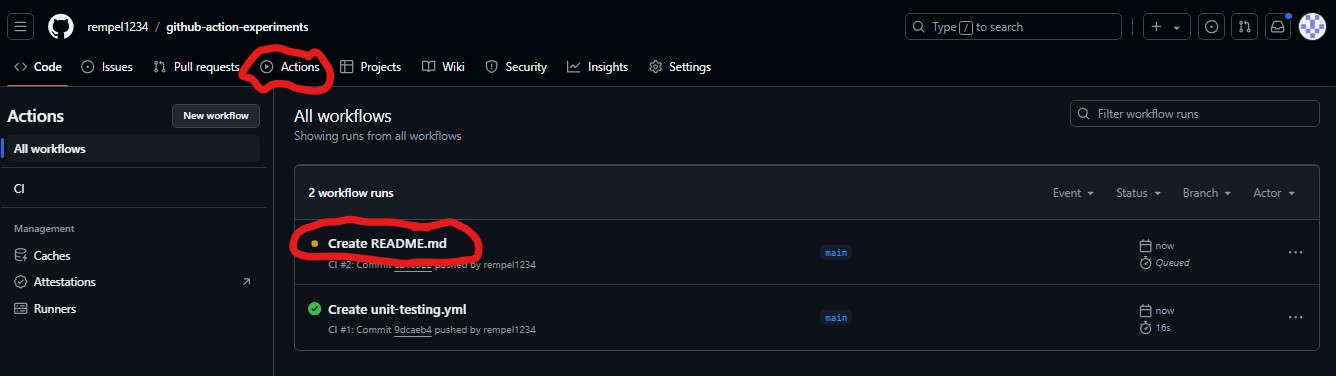 rempel1234 / github-action-experiments
Type / to search
Code Issues Pull requests Actions Projects Wiki Security Insights Settings
Actions
New workflow
All workflows
CI
Management
Caches
Attestations
Runners
All workflows
Showing runs from all workflows
Filter workflow runs
2 workflow runs
Event Status Branch Actor
Create README.md
main
now
CI #2: Commit pushed by rempel1234
Queued
Create unit-testing.yml
main
now
CI #1: Commit 9dcaeb4 pushed by rempel1234
16s